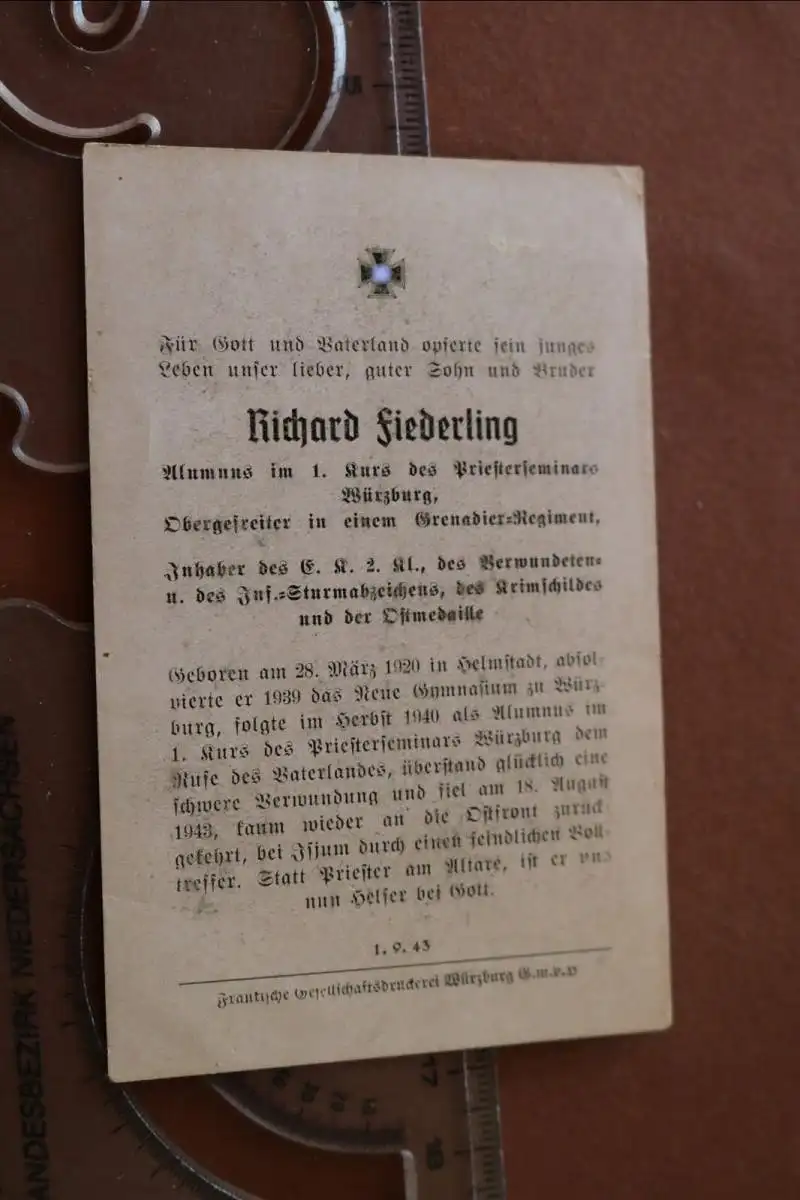 Für Gott und Vaterland opferte sein junges
Leben unser lieber, guter Sohn und Bruder
Richard Fiederling
Alumnus im 1. Kurs des Priesterseminars
Würzburg,
Obergefreiter in einem Grenadier-Regiment,
Inhaber des E. K. 2. Kl., des Verwundeten-
u. des Inf.-Sturmabzeichens, des Krimschildes
und der Ostmedaille
Geboren am 28. März 1920 in Helmstadt, absol-
vierte er 1939 das Neue Gymnasium zu Würz-
burg, folgte im Herbst 1940 als Alumnus im
1. Kurs des Priesterseminars Würzburg dem
Rufe des Vaterlandes, überstand glücklich eine
schwere Verwundung und fiel am 18. August
1943, kaum wieder an die Ostfront zurück
gekehrt, bei Isjum durch einen feindlichen Voll
treffer. Statt Priester am Altare, ist er uns
nun Helfer bei Gott.
1. 9. 43
Fränkische Gesellschaftsdruckerei Würzburg G.m.b.H
ANDESBEZIRK NIEDERSACHSEN
17
18